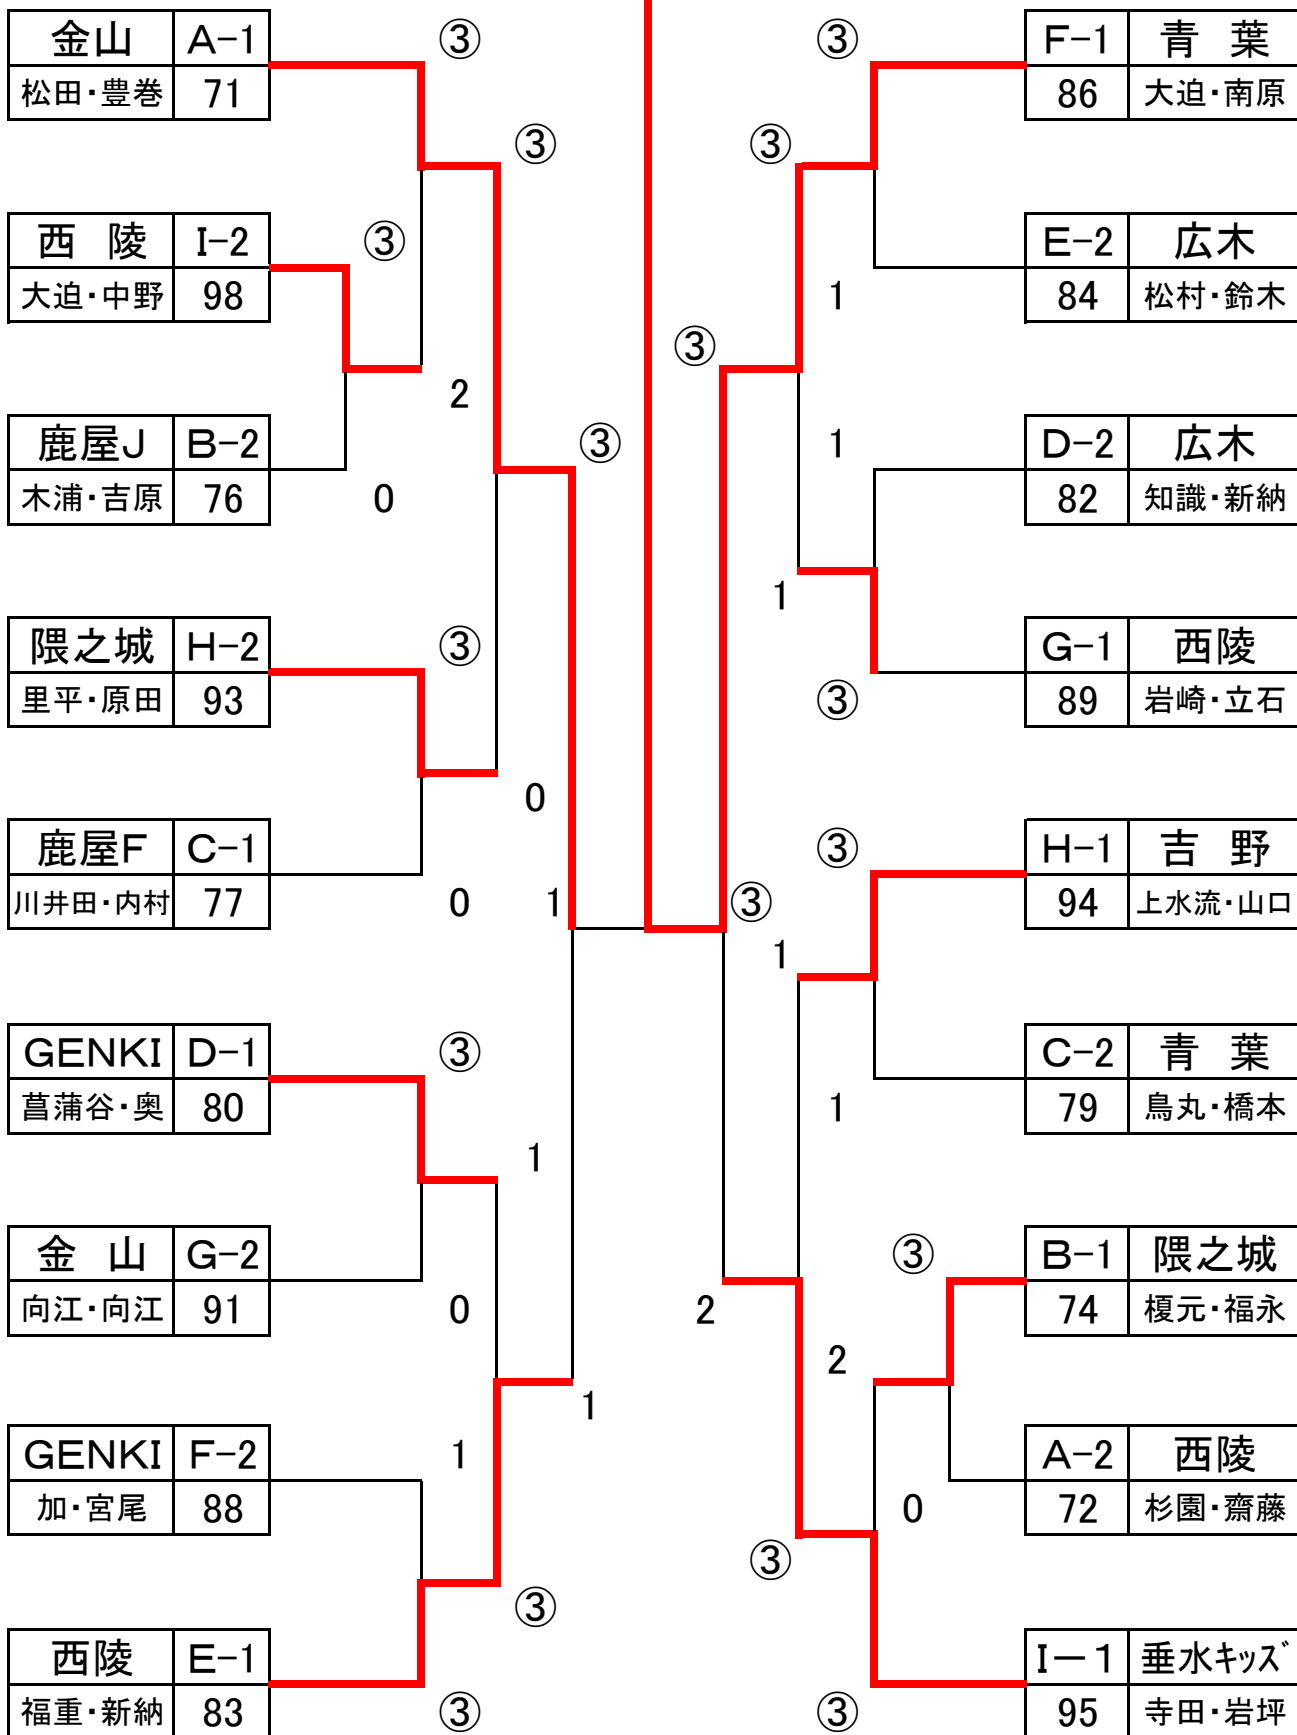 金山 A-1
松田・豊巻 71
西 陵 I-2
大迫・中野 98
鹿屋J B-2
木浦・吉原 76
隈之城 H-2
里平・原田 93
鹿屋F C-1
川井田・内村 77
GENKI D-1
菖蒲谷・奥 80
金 山 G-2
向江・向江 91
GENKI F-2
加・宮尾 88
西陵 E-1
福重・新納 83
③
③
③
2
0
③
③
0
0
1
③
1
0
1
1
③
③
③
③
1
③
1
1
③
③
③
1
1
③
2
2
0
③
③
F-1 青 葉
86 大迫・南原
E-2 広木
84 松村・鈴木
D-2 広木
82 知識・新納
G-1 西陵
89 岩崎・立石
H-1 吉 野
94 上水流・山口
C-2 青 葉
79 鳥丸・橋本
B-1 隈之城
74 榎元・福永
A-2 西陵
72 杉園・齋藤
I-1 垂水キッズ
95 寺田・岩坪